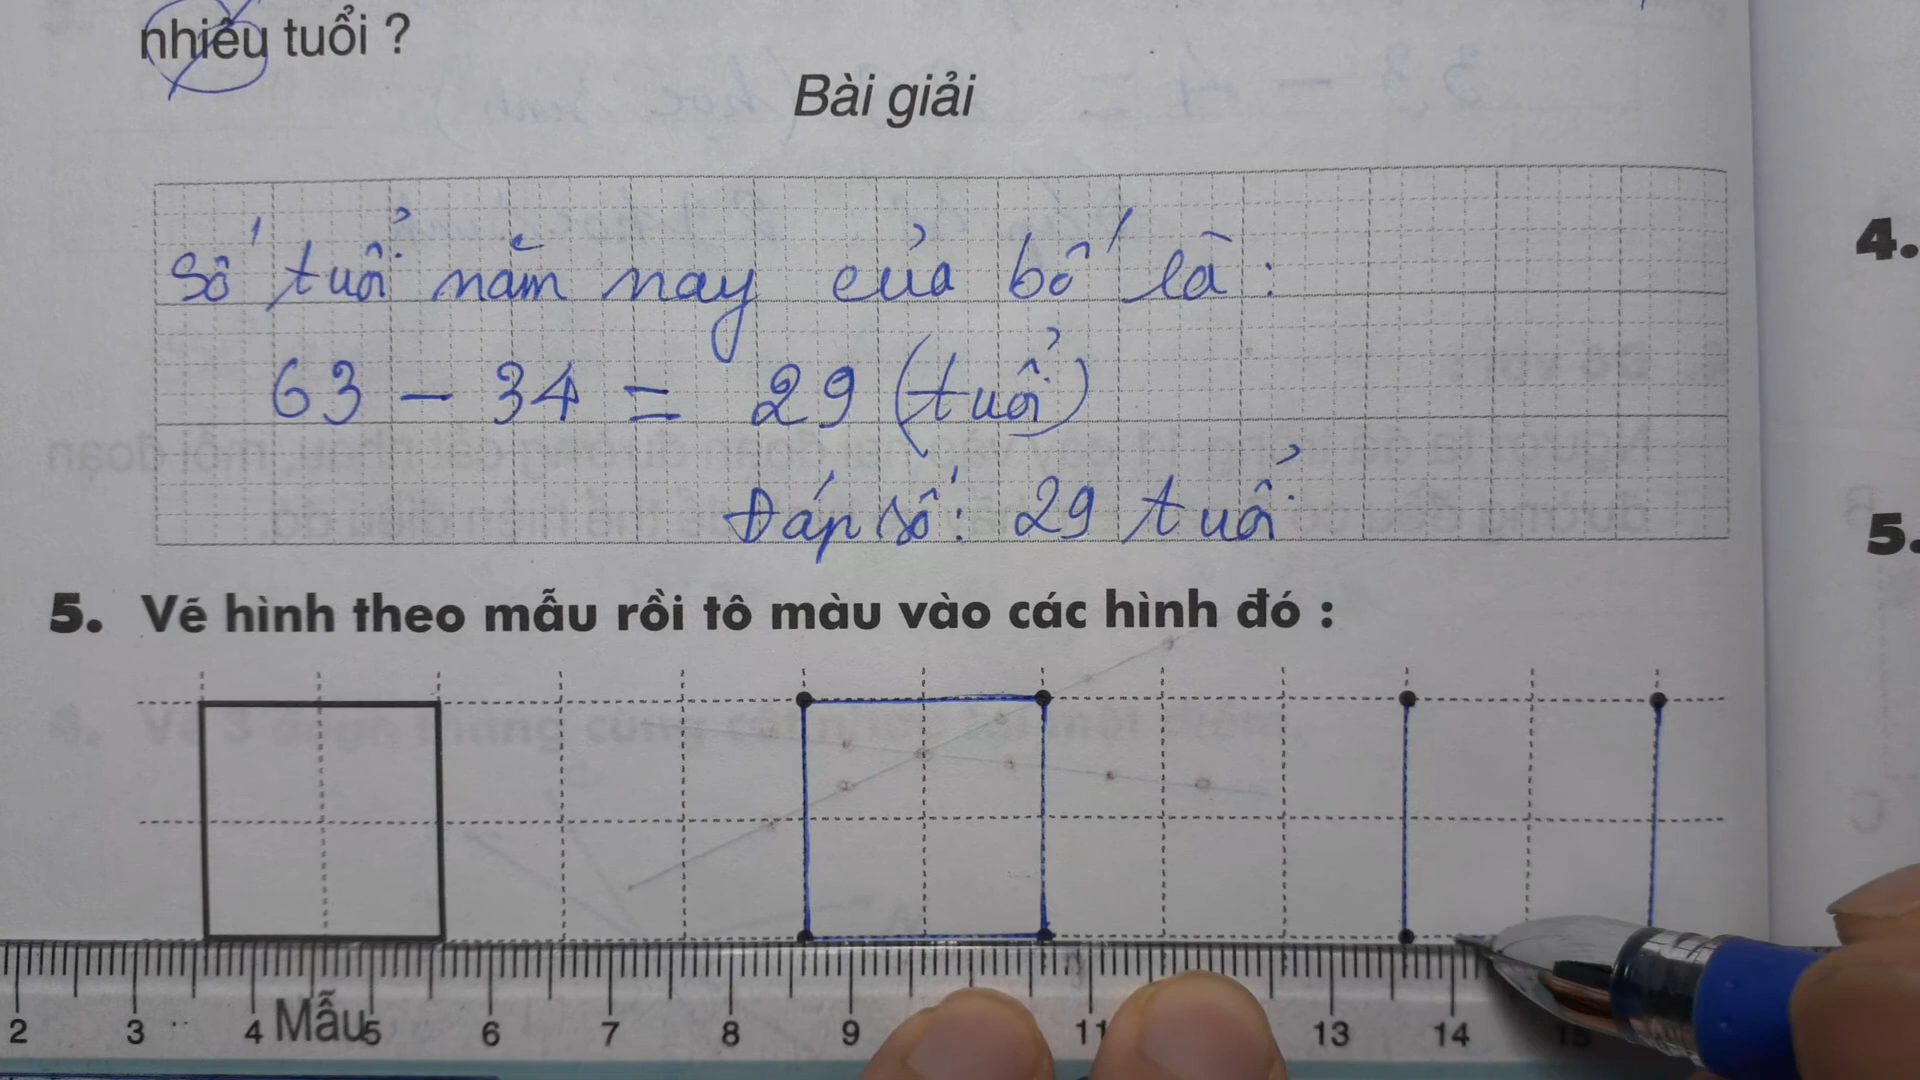 nhiêu tuổi ?
Bài giải
Số tuổi năm nay của bố là :
63 - 34 = 29 (tuổi)
Đáp số : 29 tuổi
5. Vẽ hình theo mẫu rồi tô màu vào các hình đó :
Mẫu
2 3 4 5 6 7 8 9 11 13 14 15
4.
5.